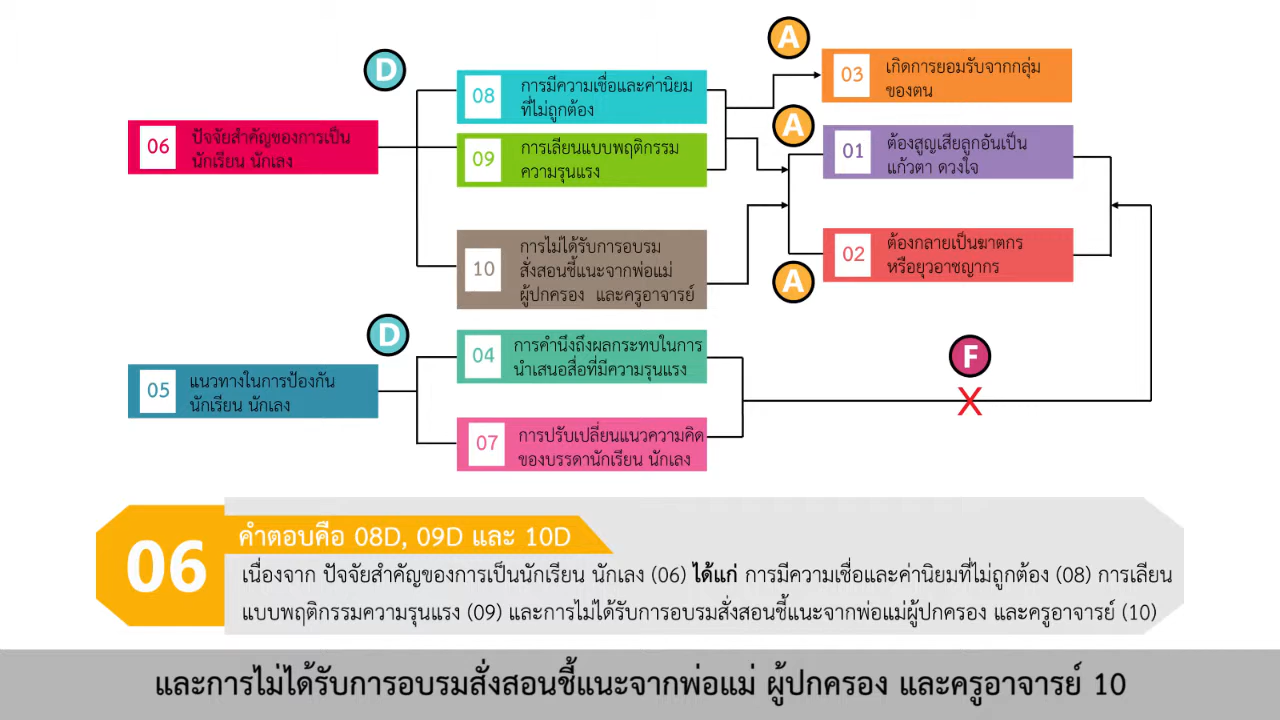 D
06
ปัจจัยสำคัญของการเป็น
นักเรียน นักเลง
08
การมีความเชื่อและค่านิยม
ที่ไม่ถูกต้อง
09
การเลียนแบบพฤติกรรม
ความรุนแรง
10
การไม่ได้รับการอบรม
สั่งสอนชี้แนะจากพ่อแม่
ผู้ปกครอง และครูอาจารย์
A
03
เกิดการยอมรับจากกลุ่ม
ของตน
A
01
ต้องสูญเสียลูกอันเป็น
แก้วตา ดวงใจ
02
ต้องกลายเป็นฆาตกร
หรือยุวอาชญากร
A
D
05
แนวทางในการป้องกัน
นักเรียน นักเลง
04
การคำนึงถึงผลกระทบในการ
นำเสนอสื่อที่มีความรุนแรง
07
การปรับเปลี่ยนแนวความคิด
ของบรรดานักเรียน นักเลง
F
X
06
คำตอบคือ 08D, 09D และ 10D
เนื่องจาก ปัจจัยสำคัญของการเป็นนักเรียน นักเลง (06) ได้แก่ การมีความเชื่อและค่านิยมที่ไม่ถูกต้อง (08) การเลียน
แบบพฤติกรรมความรุนแรง (09) และการไม่ได้รับการอบรมสั่งสอนชี้แนะจากพ่อแม่ผู้ปกครอง และครูอาจารย์ (10)
และการไม่ได้รับการอบรมสั่งสอนชี้แนะจากพ่อแม่ ผู้ปกครอง และครูอาจารย์ 10